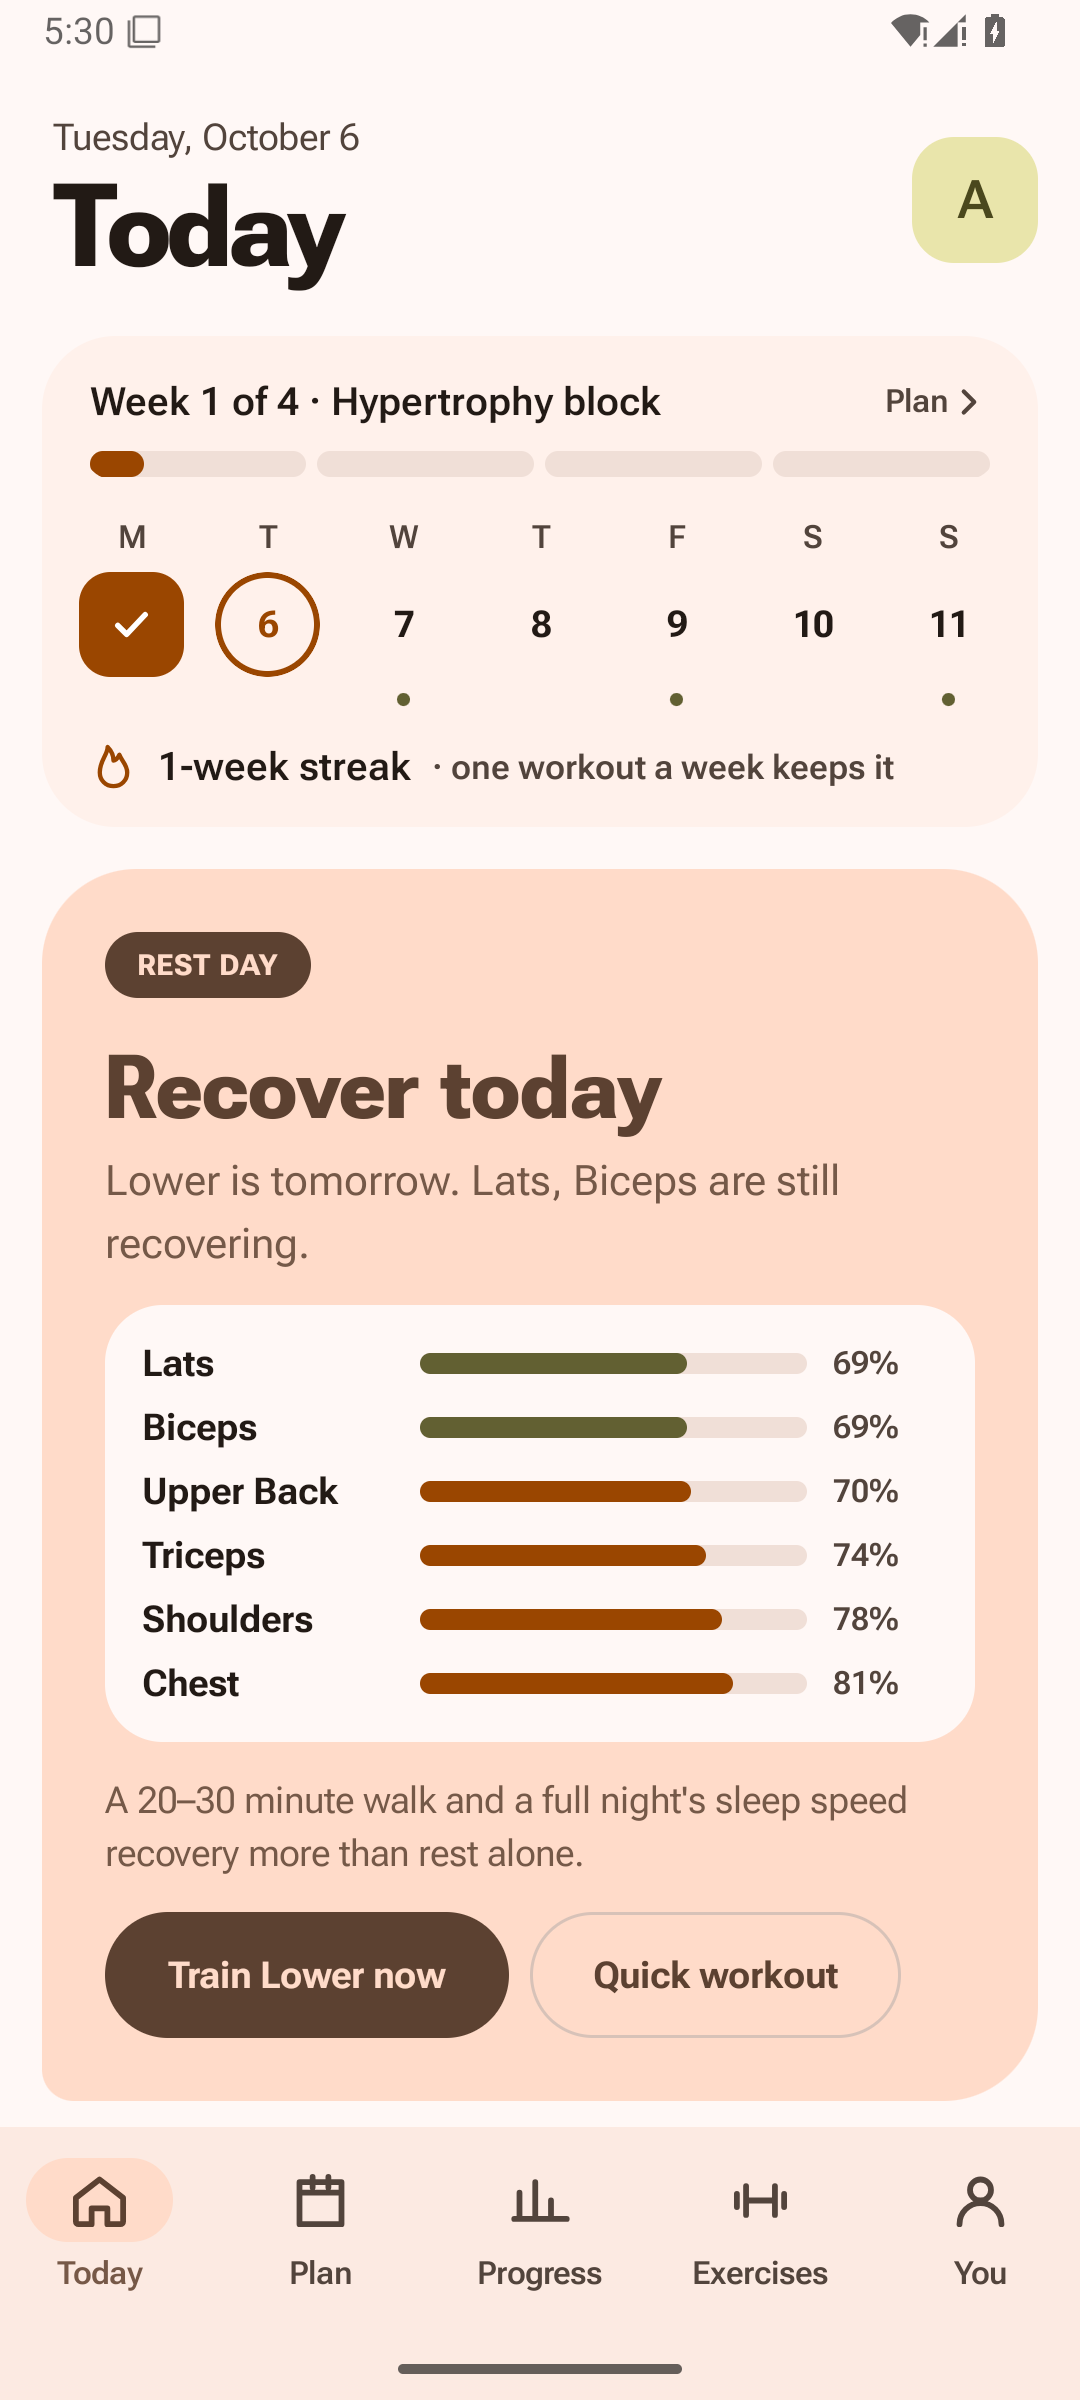 5:30
Tuesday, October 6
Today
A
Week 1 of 4 · Hypertrophy block
Plan
M T W T F S S
6 7 8 9 10 11
1-week streak · one workout a week keeps it
REST DAY
Recover today
Lower is tomorrow. Lats, Biceps are still
recovering.
Lats 69%
Biceps 69%
Upper Back 70%
Triceps 74%
Shoulders 78%
Chest 81%
A 20–30 minute walk and a full night's sleep speed
recovery more than rest alone.
Train Lower now Quick workout
Today Plan Progress Exercises You